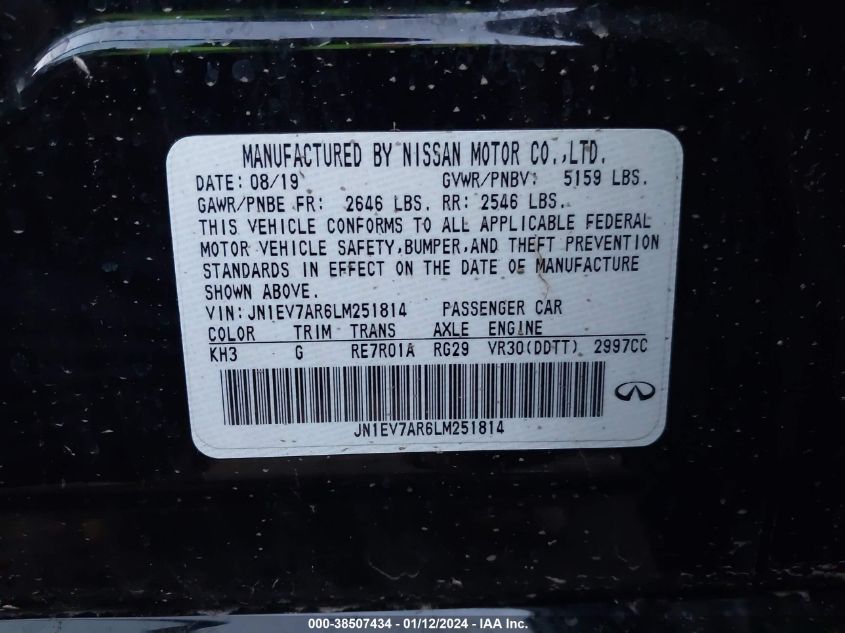 MANUFACTURED BY NISSAN MOTOR CO.,LTD.
DATE: 08/19 GVWR/PNBV: 5159 LBS.
GAWR/PNBE FR: 2646 LBS. RR: 2546 LBS.
THIS VEHICLE CONFORMS TO ALL APPLICABLE FEDERAL
MOTOR VEHICLE SAFETY,BUMPER,AND THEFT PREVENTION
STANDARDS IN EFFECT ON THE DATE OF MANUFACTURE
SHOWN ABOVE.
VIN: JN1EV7AR6LM251814 PASSENGER CAR
COLOR TRIM TRANS AXLE ENGINE
KH3 G RE7R01A RG29 VR30(DDTT) 2997CC
JN1EV7AR6LM251814
000-38507434 - 01/12/2024 - IAA Inc.